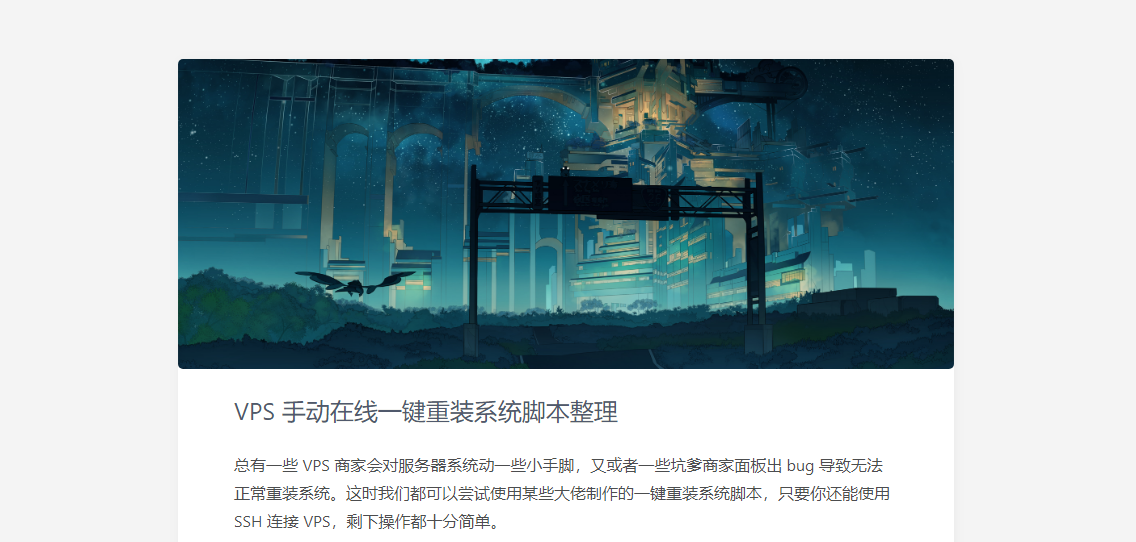 VPS 手动在线一键重装系统脚本整理
总有一些 VPS 商家会对服务器系统动一些小手脚，又或者一些坑爹商家面板出 bug 导致无法
正常重装系统。这时我们都可以尝试使用某些大佬制作的一键重装系统脚本，只要你还能使用
SSH 连接 VPS，剩下操作都十分简单。